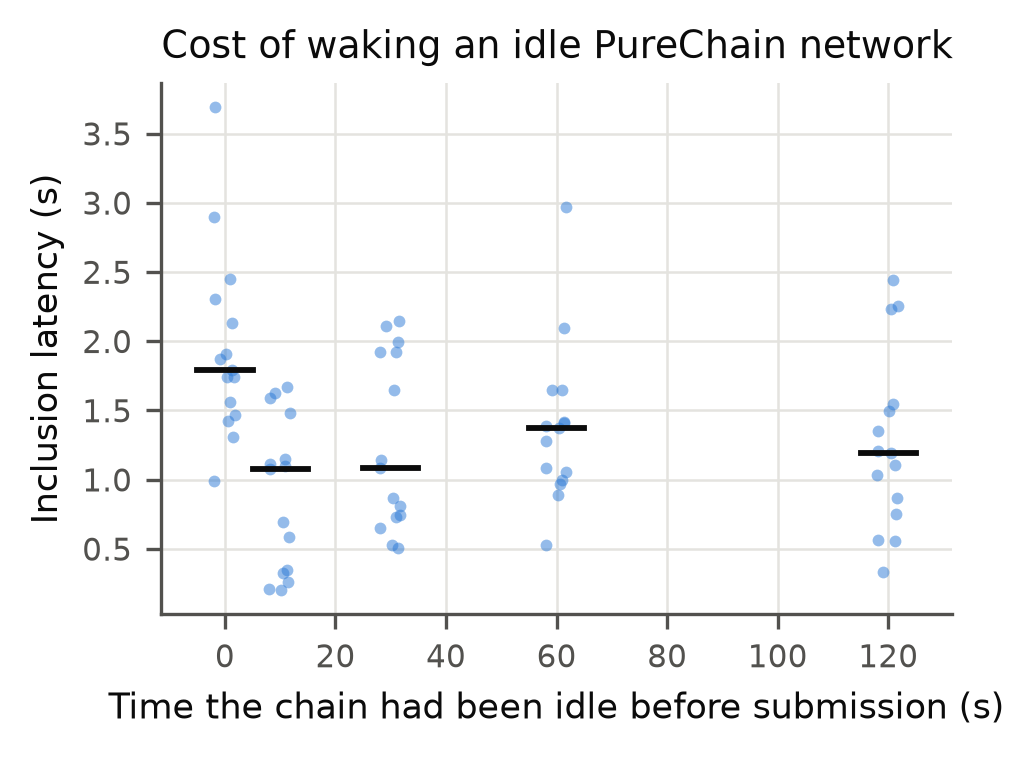 Cost of waking an idle PureChain network
Inclusion latency (s)
3.5
3.0
2.5
2.0
1.5
1.0
0.5
0 20 40 60 80 100 120
Time the chain had been idle before submission (s)